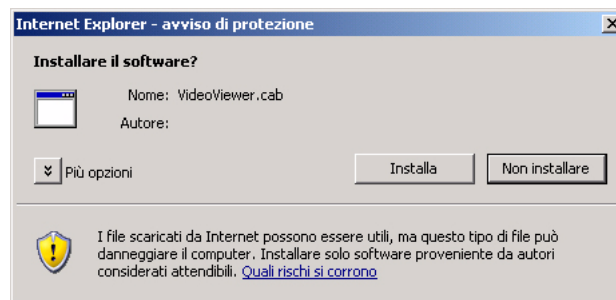 Internet Explorer - avviso di protezione
Installare il software?
Nome: VideoViewer.cab
Autore:
Più opzioni
Installa
Non installare
I file scaricati da Internet possono essere utili, ma questo tipo di file può
danneggiare il computer. Installare solo software proveniente da autori
considerati attendibili. Quali rischi si corrono